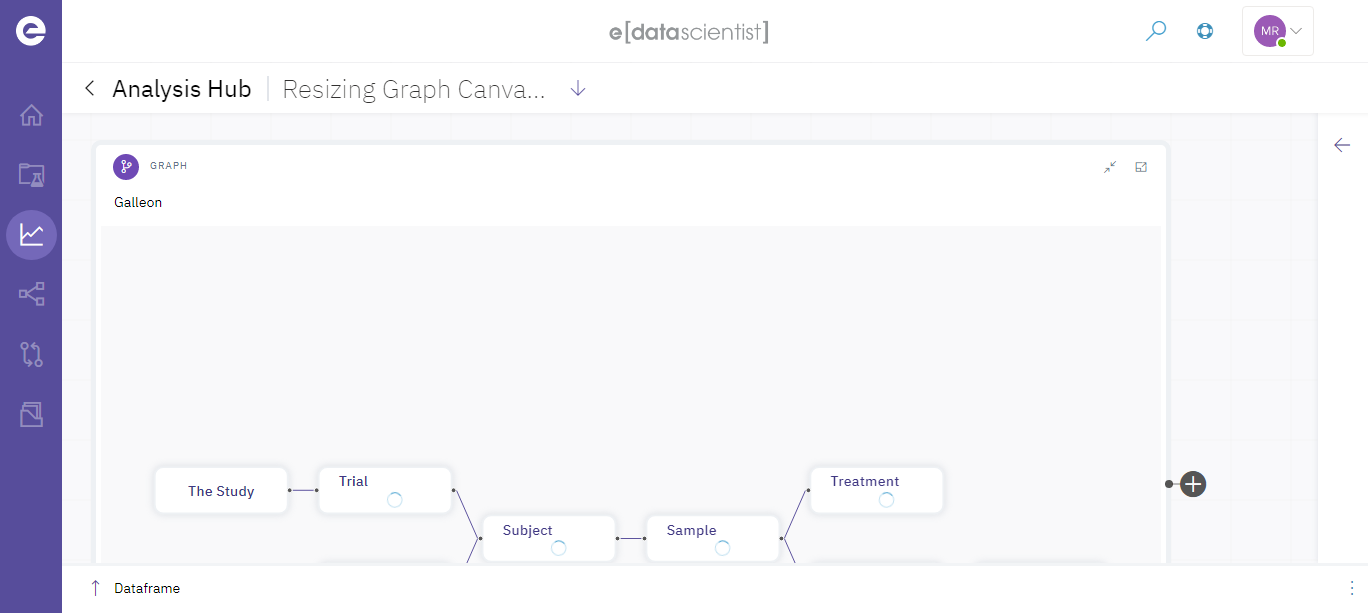 e[datascientist]
MR
Analysis Hub
Resizing Graph Canva...
GRAPH
Galleon
The Study
Trial
Treatment
Subject
Sample
Dataframe